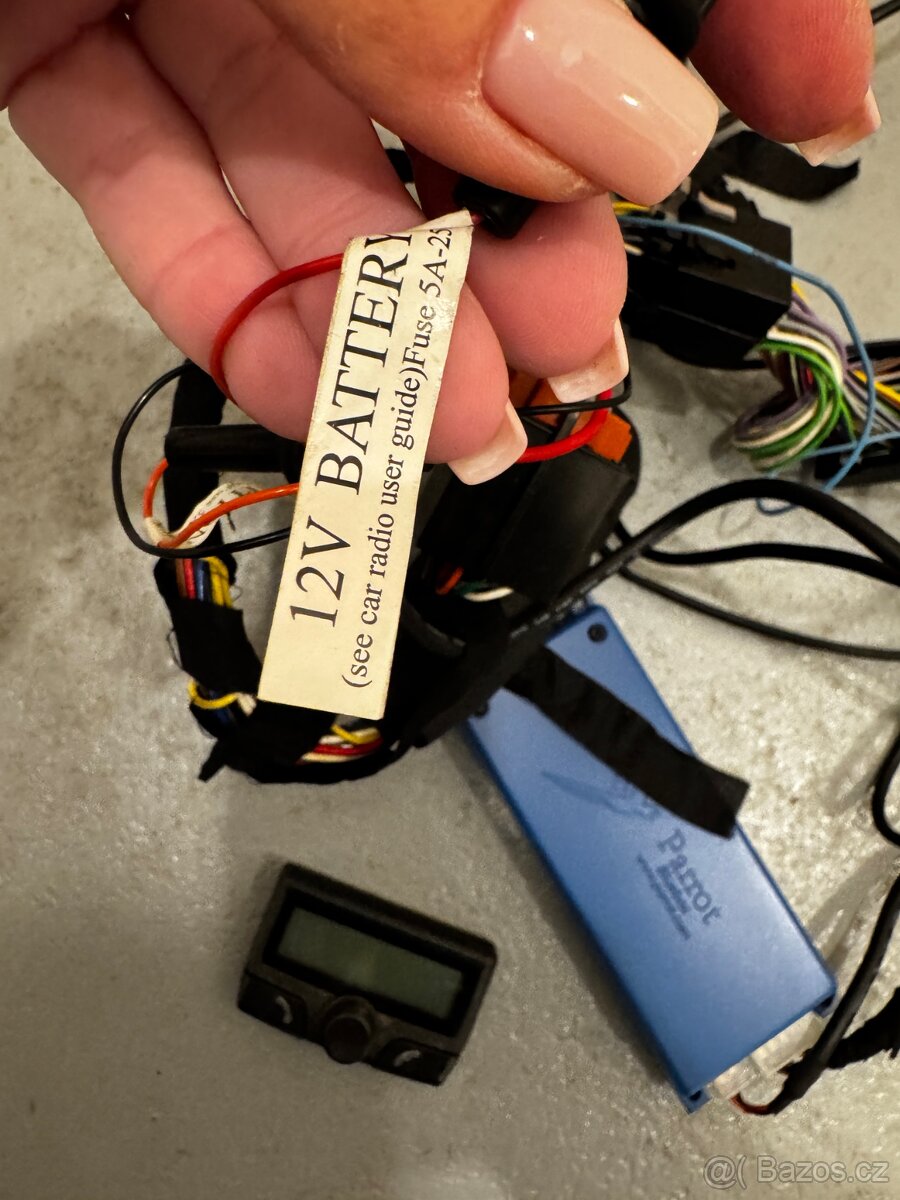 12V BATTERY
(see car radio user guide)Fuse 5A-25
Parrot
@( Bazos.cz